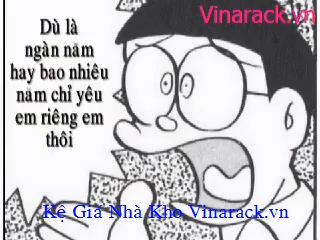 Vinarack.vn
Dù là
ngàn năm
hay bao nhiêu
năm chỉ yêu
em riêng em
thôi
Kệ Giá Nhà Kho Vinarack.vn